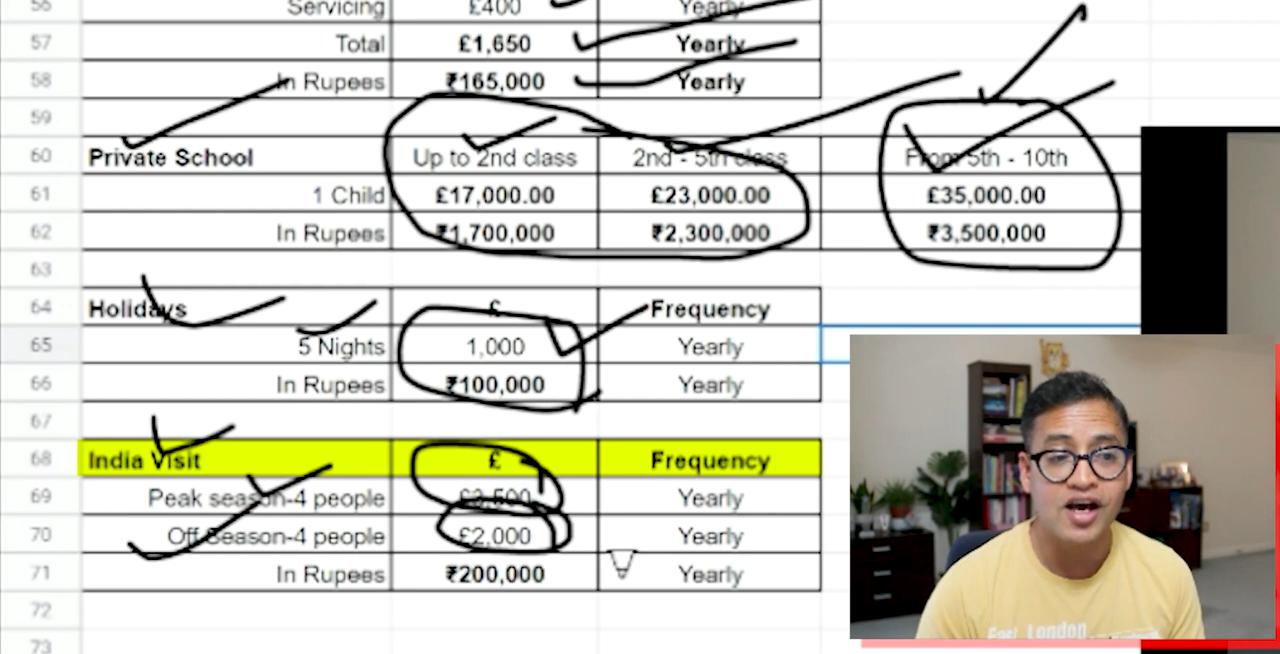 56 Servicing £400 Yearly
57 Total £1,650 Yearly
58 In Rupees ₹165,000 Yearly
59
60 Private School Up to 2nd class 2nd - 5th class From 5th - 10th
61 1 Child £17,000.00 £23,000.00 £35,000.00
62 In Rupees ₹1,700,000 ₹2,300,000 ₹3,500,000
63
64 Holidays £ Frequency
65 5 Nights 1,000 Yearly
66 In Rupees ₹100,000 Yearly
67
68 India Visit £ Frequency
69 Peak season-4 people £3,500 Yearly
70 Off Season-4 people £2,000 Yearly
71 In Rupees ₹200,000 Yearly
72
73
East London